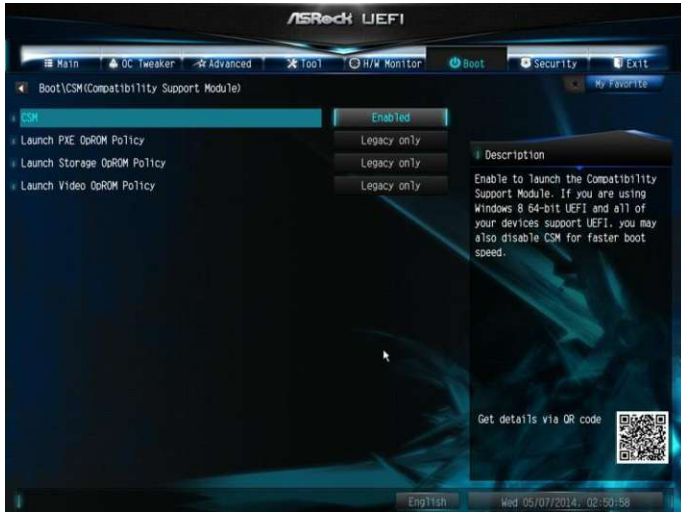 ASRock UEFI
Main OC Tweaker Advanced Tool H/W Monitor Boot Security Exit
Boot\CSM(Compatibility Support Module)
My Favorite
CSM Enabled
Launch PXE OpROM Policy Legacy only
Launch Storage OpROM Policy Legacy only
Launch Video OpROM Policy Legacy only
Description
Enable to launch the Compatibility
Support Module. If you are using
Windows 8 64-bit UEFI and all of
your devices support UEFI, you may
also disable CSM for faster boot
speed.
Get details via QR code
English Wed 05/07/2014, 02:50:58